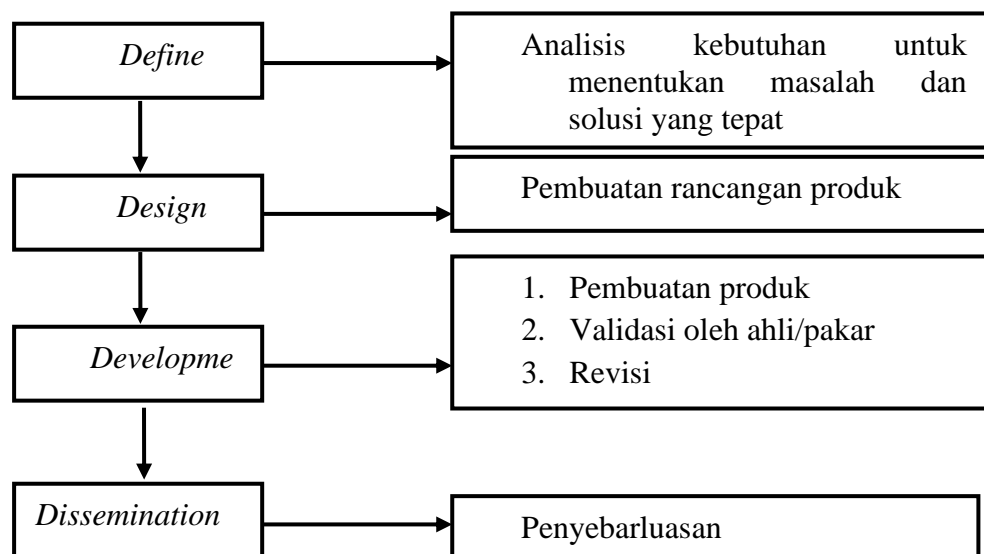 Define
Analisis kebutuhan untuk
menentukan masalah dan
solusi yang tepat
Design
Pembuatan rancangan produk
Developme
1. Pembuatan produk
2. Validasi oleh ahli/pakar
3. Revisi
Dissemination
Penyebarluasan